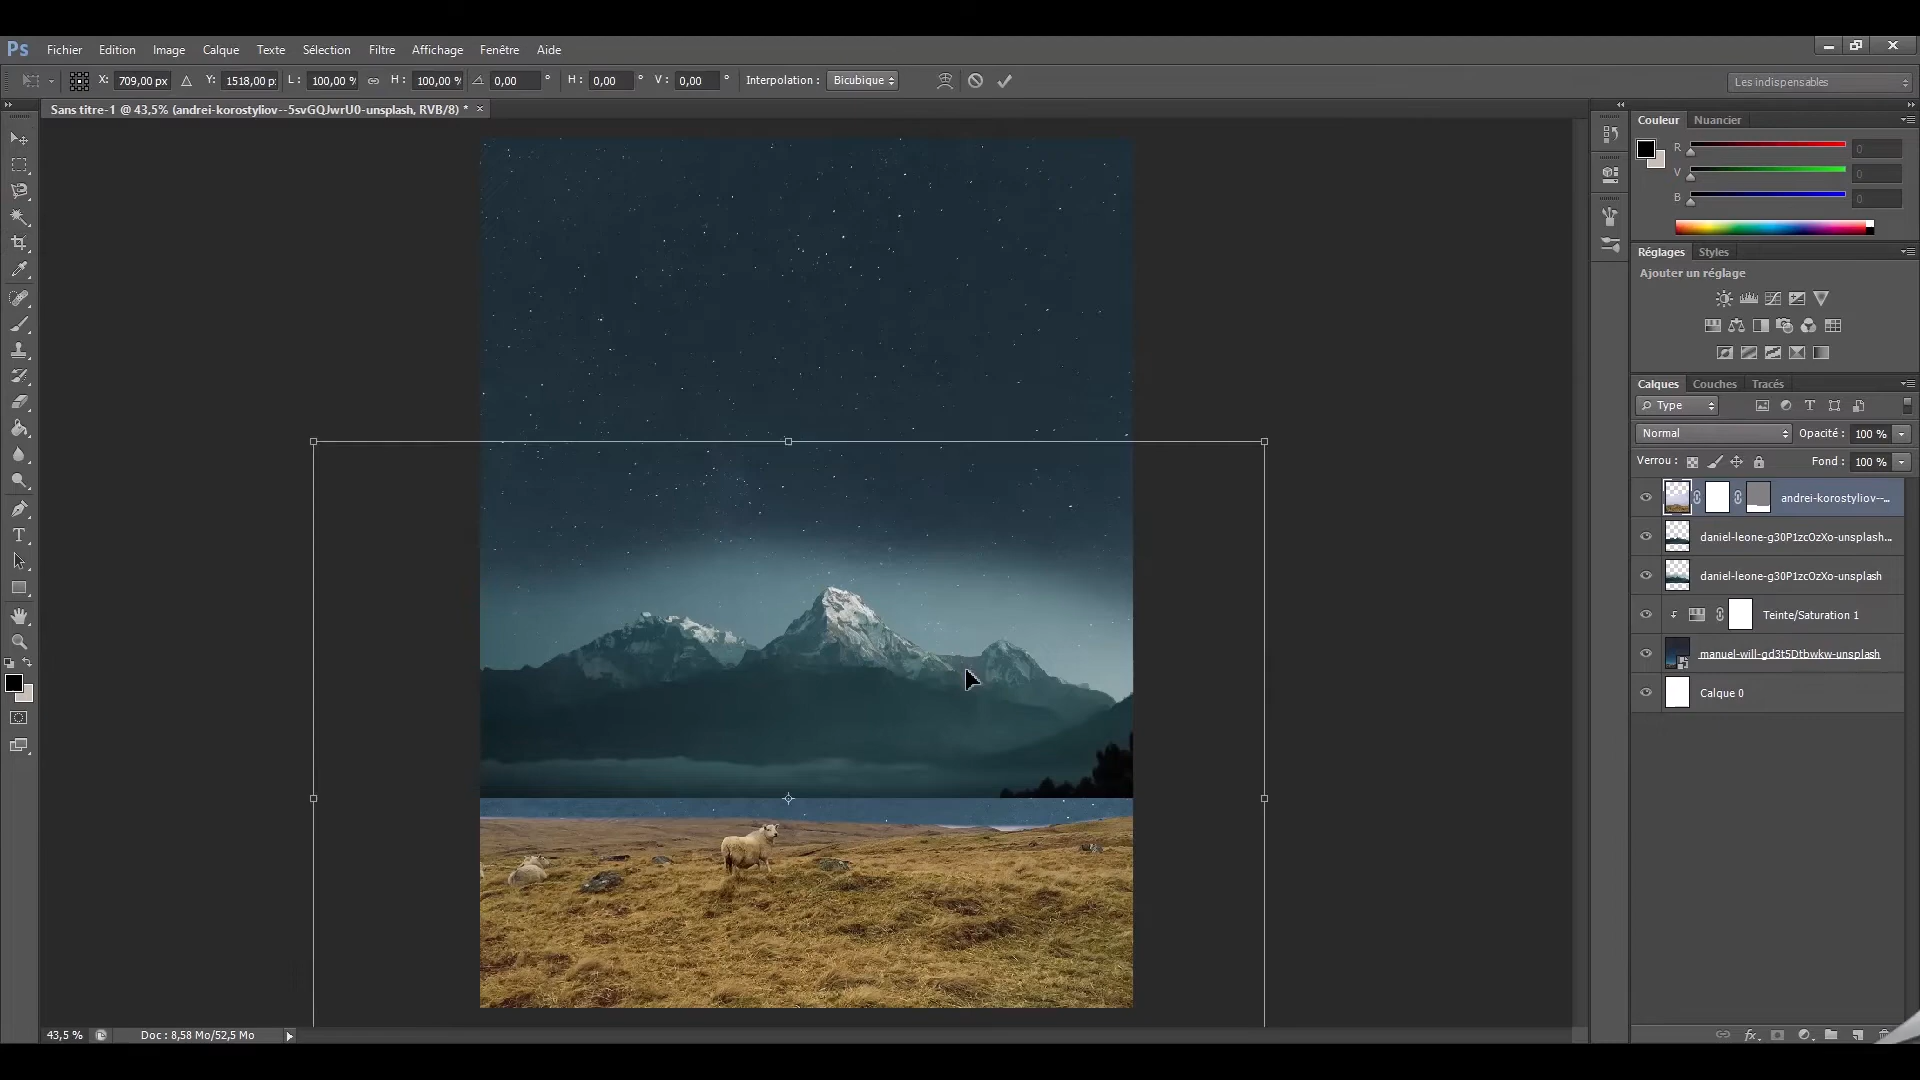 Ps Fichier Edition Image Calque Texte Sélection Filtre Affichage Fenêtre Aide
X: 709,00 px Y: 1518,00 p: L : 100,00 % H : 100,00 % 0,00 ° H : 0,00 ° V : 0,00 ° Interpolation : Bicubique Les indispensables
Sans titre-1 @ 43,5% (andrei-korostyliov--5svGQJwrU0-unsplash, RVB/8) * ×
Couleur Nuancier
R 0
V 0
B 0
Réglages Styles
Ajouter un réglage
Calques Couches Tracés
Type
Normal Opacité : 100 %
Verrou : Fond : 100 %
andrei-korostyliov--...
daniel-leone-g30P1zcOzXo-unsplash...
daniel-leone-g30P1zcOzXo-unsplash
Teinte/Saturation 1
manuel-will-gd3t5Dtbwkw-unsplash
Calque 0
43,5 % Doc : 8,58 Mo/52,5 Mo
fx